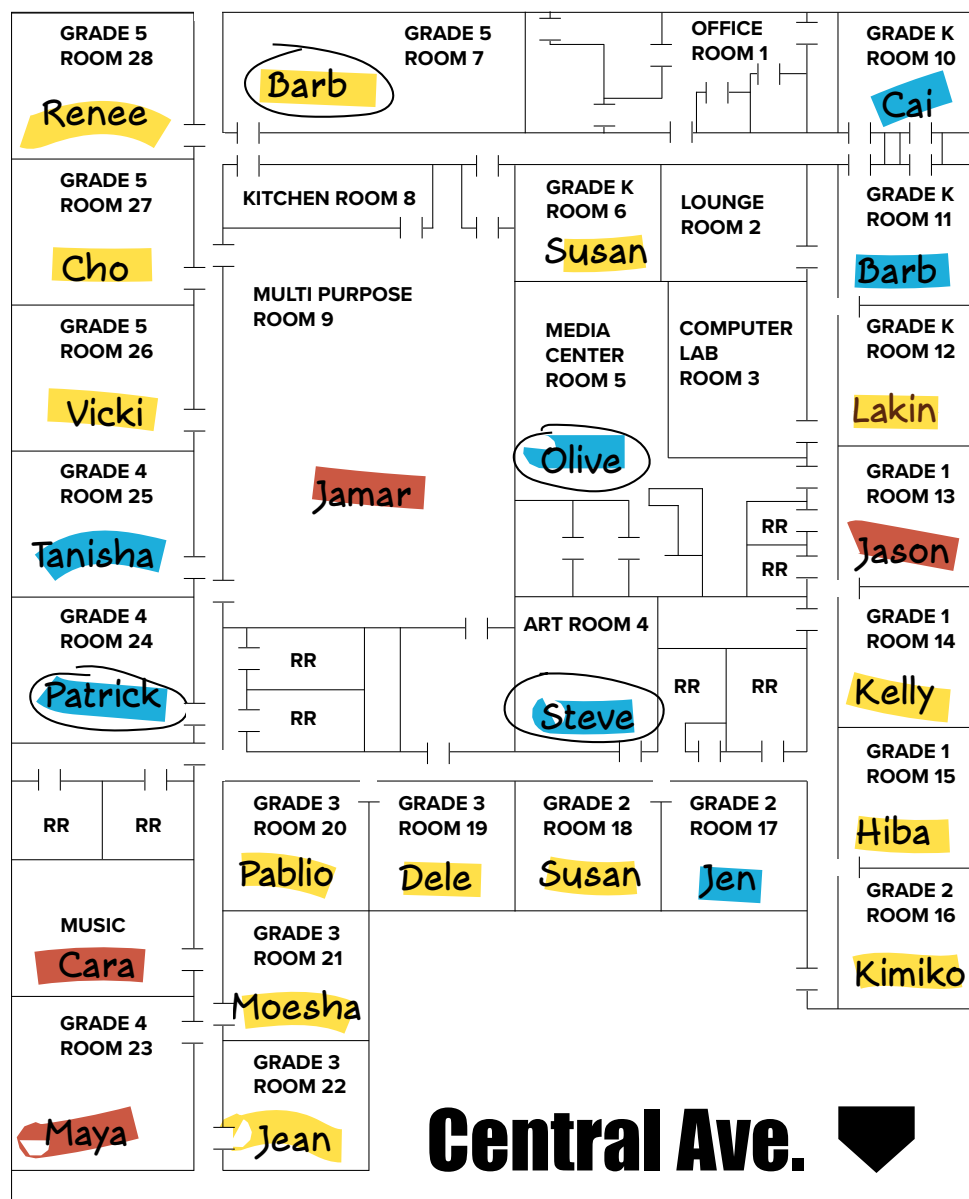 GRADE 5
ROOM 28
Renee
GRADE 5
ROOM 7
Barb
OFFICE
ROOM 1
GRADE K
ROOM 10
Cai
GRADE 5
ROOM 27
Cho
KITCHEN ROOM 8
GRADE K
ROOM 6
Susan
LOUNGE
ROOM 2
GRADE K
ROOM 11
Barb
MULTI PURPOSE
ROOM 9
Jamar
GRADE 5
ROOM 26
Vicki
MEDIA
CENTER
ROOM 5
Olive
COMPUTER
LAB
ROOM 3
GRADE K
ROOM 12
Lakin
GRADE 4
ROOM 25
Tanisha
RR
RR
GRADE 1
ROOM 13
Jason
GRADE 4
ROOM 24
Patrick
RR
RR
ART ROOM 4
Steve
RR
RR
GRADE 1
ROOM 14
Kelly
RR
RR
GRADE 3
ROOM 20
Pablio
GRADE 3
ROOM 19
Dele
GRADE 2
ROOM 18
Susan
GRADE 2
ROOM 17
Jen
GRADE 1
ROOM 15
Hiba
MUSIC
Cara
GRADE 3
ROOM 21
Moesha
GRADE 2
ROOM 16
Kimiko
GRADE 4
ROOM 23
Maya
GRADE 3
ROOM 22
Jean
Central Ave.